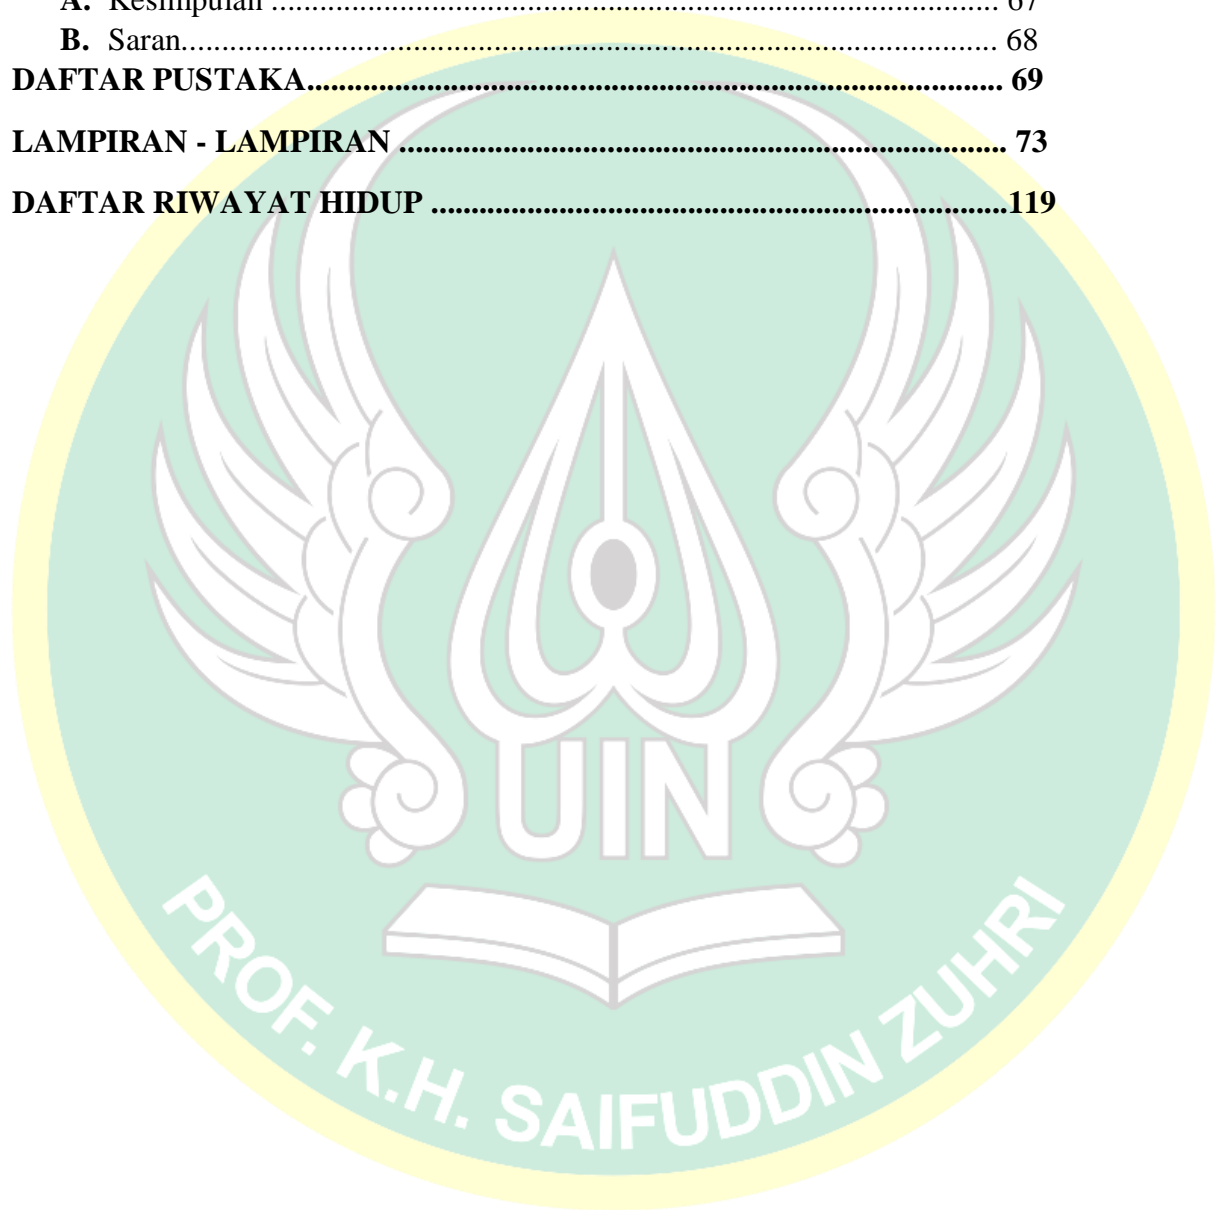 A. Kesimpulan ............................................................................................ 67
B. Saran....................................................................................................... 68
DAFTAR PUSTAKA........................................................................................ 69
LAMPIRAN - LAMPIRAN ............................................................................. 73
DAFTAR RIWAYAT HIDUP .........................................................................119
UIN
PROF. K.H. SAIFUDDIN ZUHRI